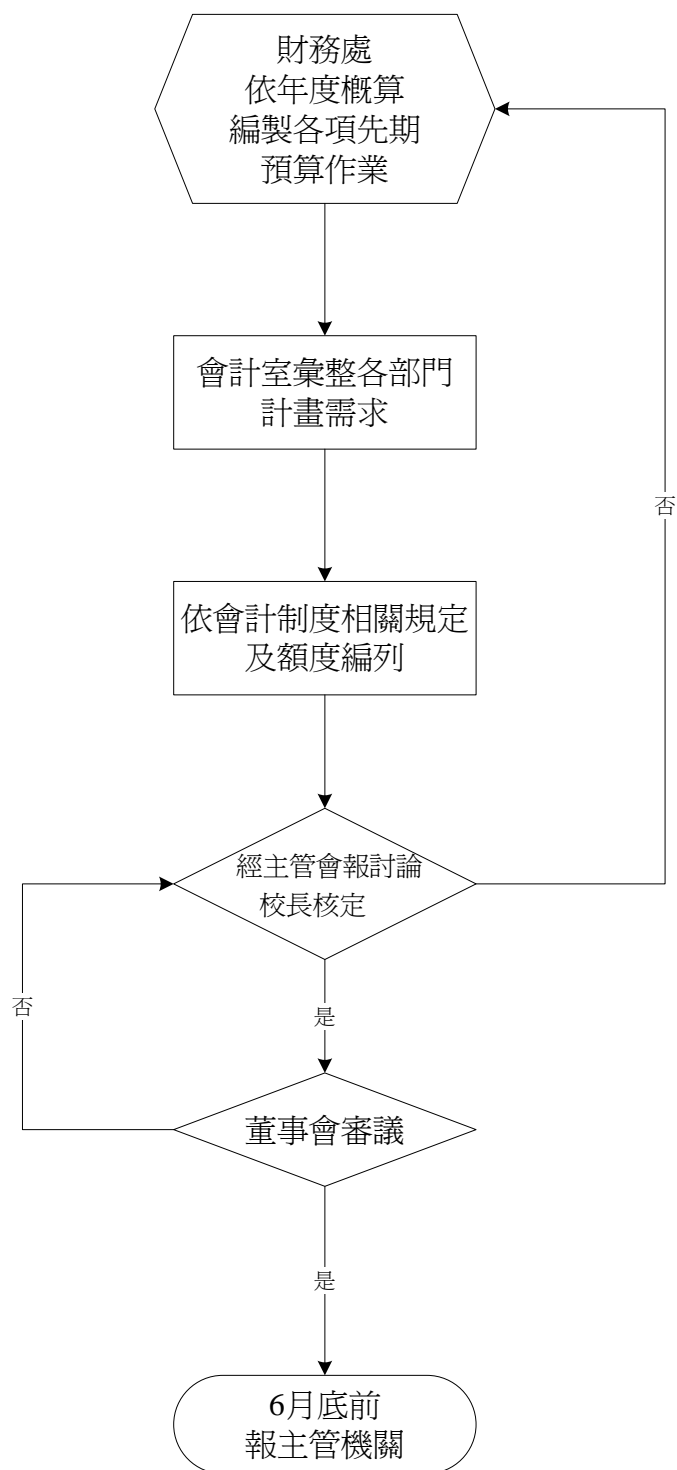 財務處
依年度概算
編製各項先期
預算作業
會計室彙整各部門
計畫需求
否
依會計制度相關規定
及額度編列
經主管會報討論
校長核定
否
是
董事會審議
是
6月底前
報主管機關